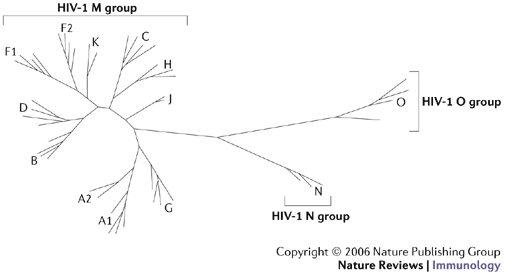 HIV-1 M group
F2
K
C
F1
H
J
D
O
HIV-1 O group
B
A2
G
N
A1
HIV-1 N group
Copyright © 2006 Nature Publishing Group
Nature Reviews | Immunology